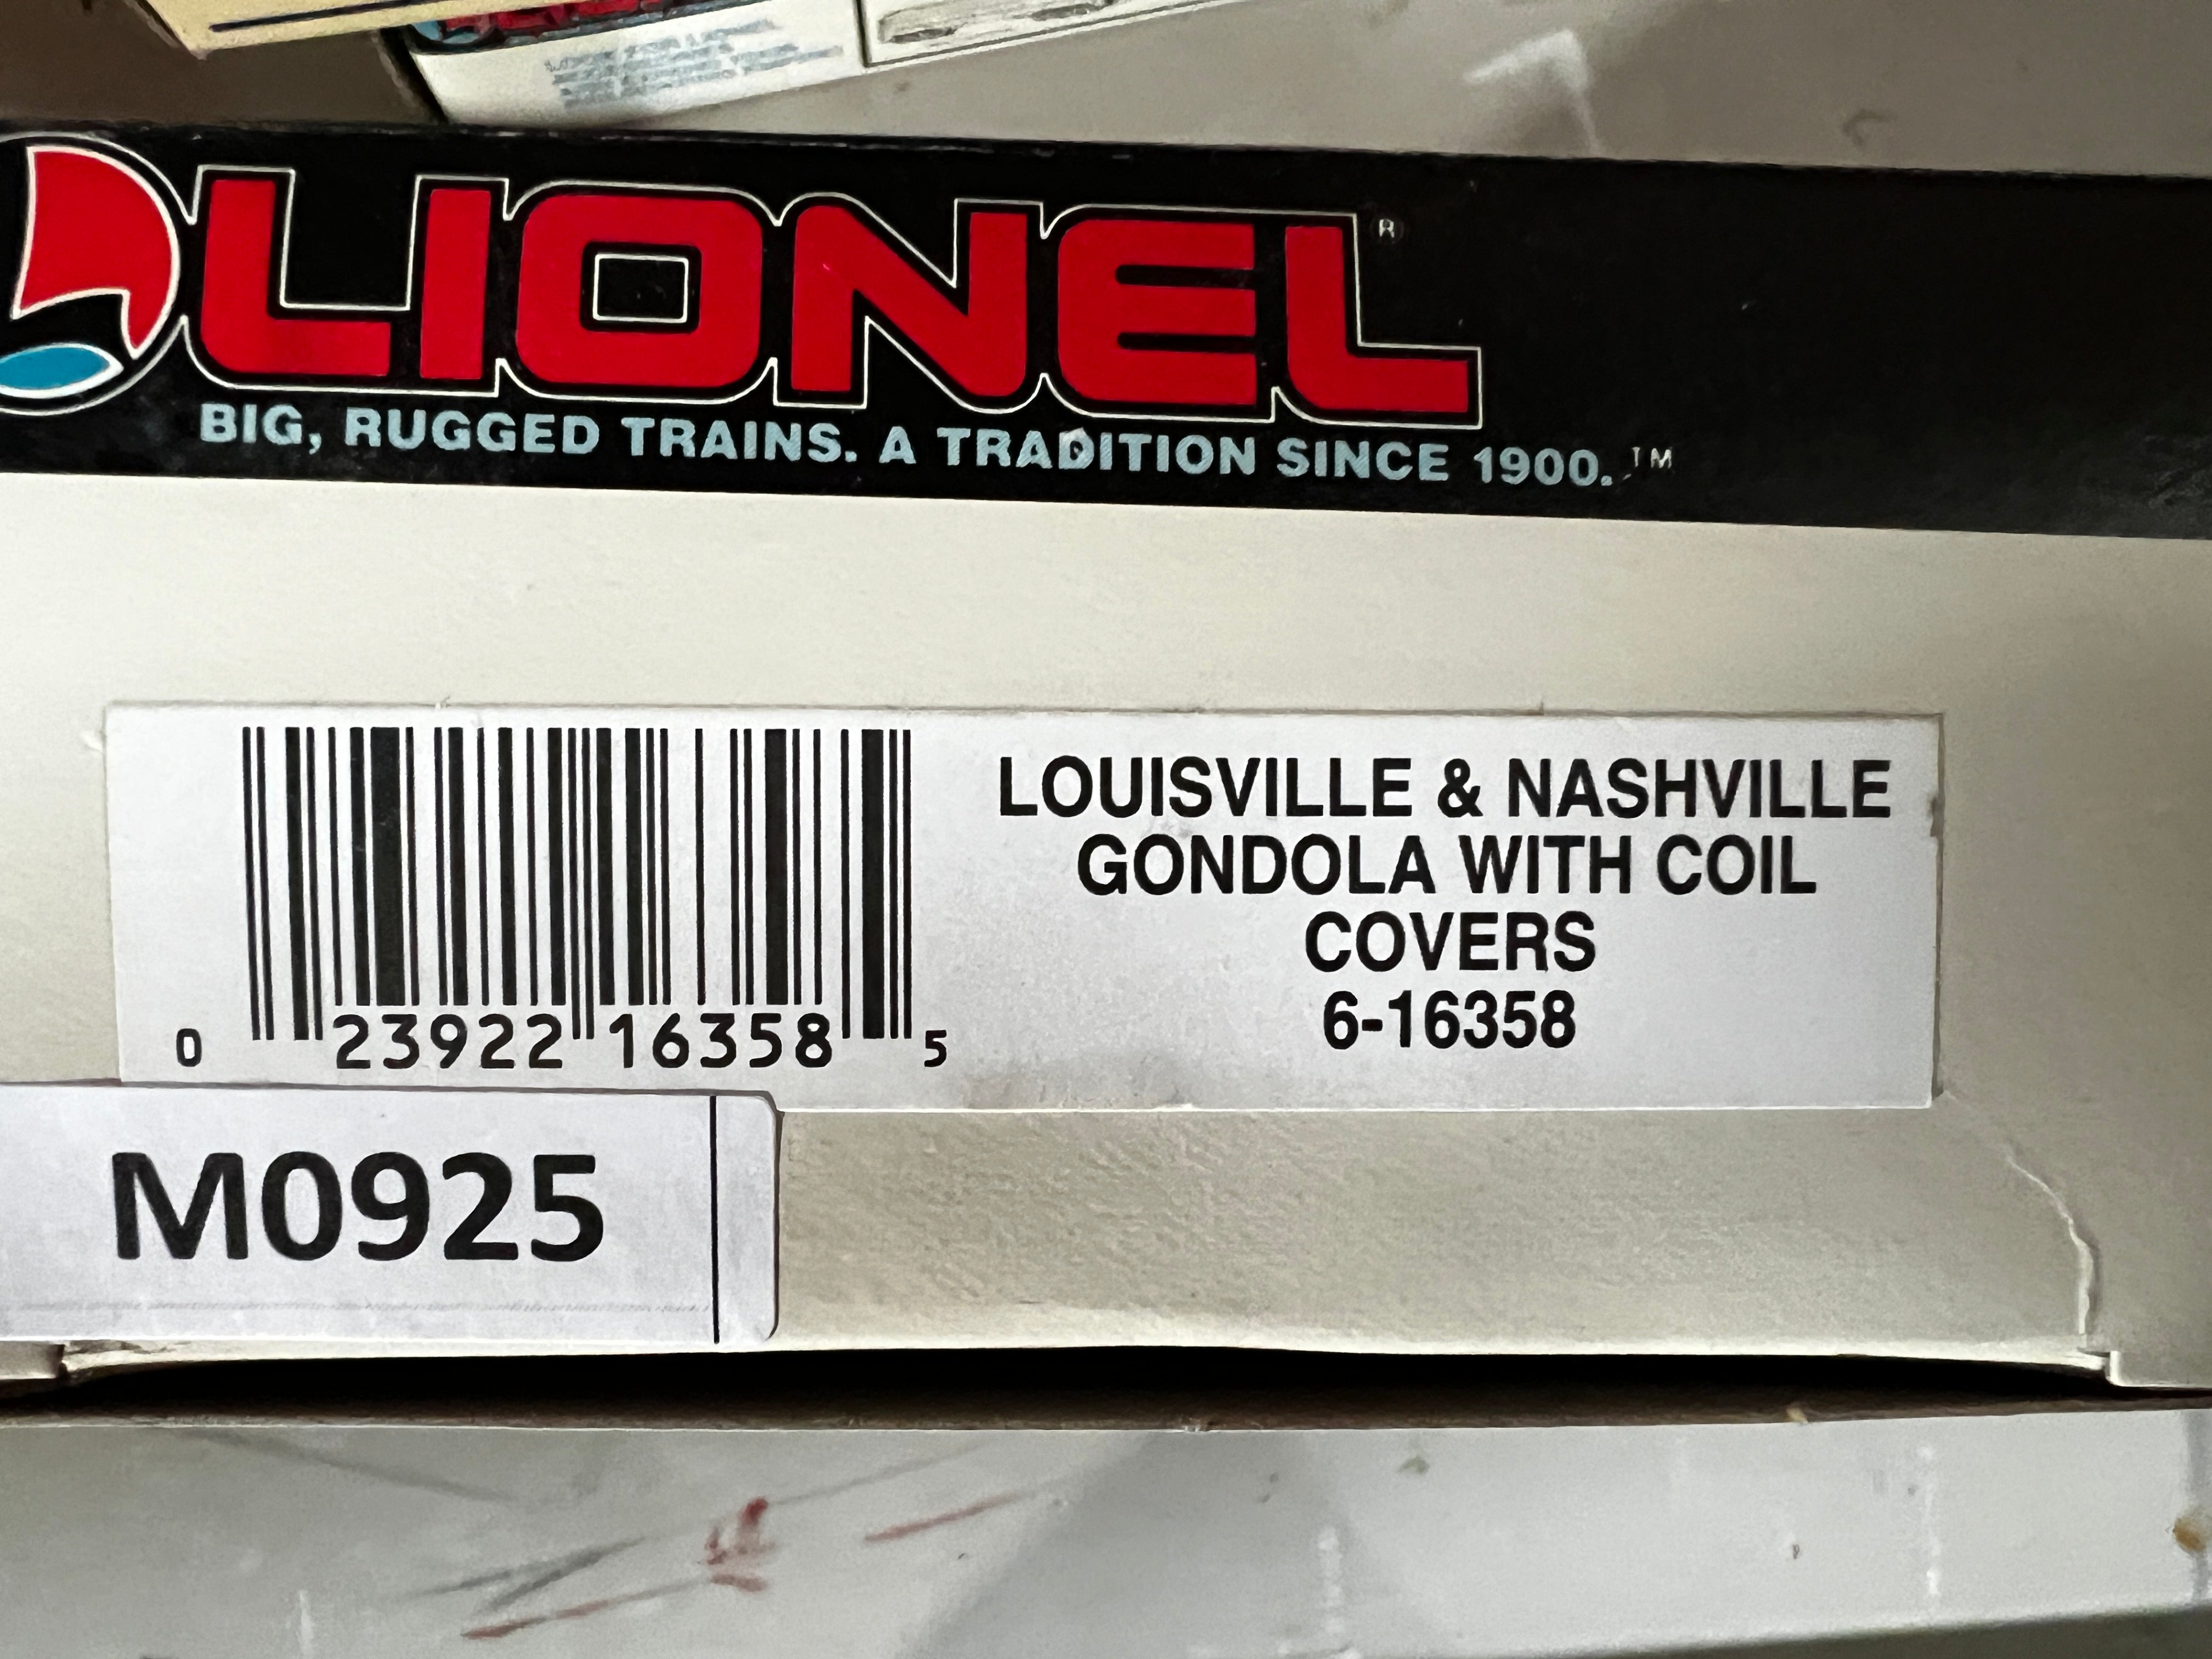 LIONEL®
BIG, RUGGED TRAINS. A TRADITION SINCE 1900.™
LOUISVILLE & NASHVILLE
GONDOLA WITH COIL
COVERS
6-16358
0 23922 16358 5
M0925